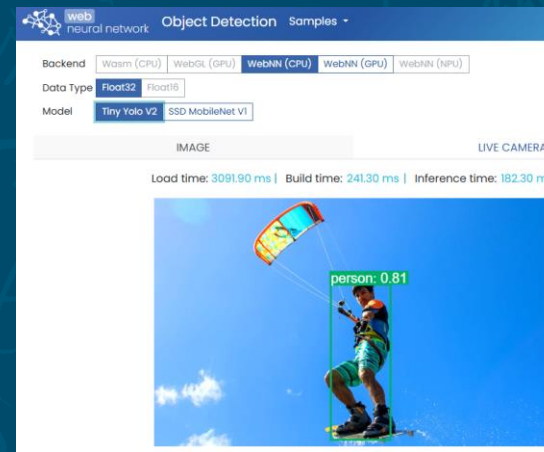 web
neural network
Object Detection Samples
Backend Wasm (CPU) WebGL (GPU) WebNN (CPU) WebNN (GPU) WebNN (NPU)
Data Type Float32 Float16
Model Tiny Yolo V2 SSD MobileNet V1
IMAGE LIVE CAMERA
Load time: 3091.90 ms | Build time: 241.30 ms | Inference time: 182.30 m
person: 0.81